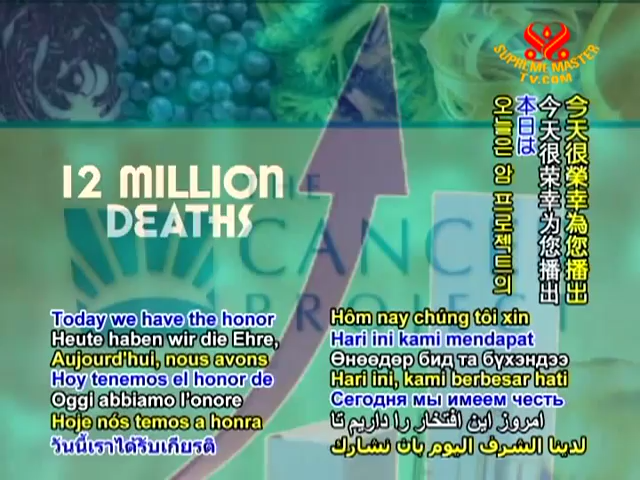 SUPREME MASTER
TV.COM
12 MILLION
DEATHS
THE
CANCE
PROJECT
今天很榮幸為您播出
今天很荣幸为您播出
本日は
오늘은 암 프로젝트의
Today we have the honor
Heute haben wir die Ehre,
Aujourd'hui, nous avons
Hoy tenemos el honor de
Oggi abbiamo l'onore
Hoje nós temos a honra
วันนี้เราได้รับเกียรติ
Hôm nay chúng tôi xin
Hari ini kami mendapat
Өнөөдөр бид та бүхэндээ
Hari ini, kami berbesar hati
Сегодня мы имеем честь
امروز این افتخار را داریم تا
لدينا الشرف اليوم بان نشارك